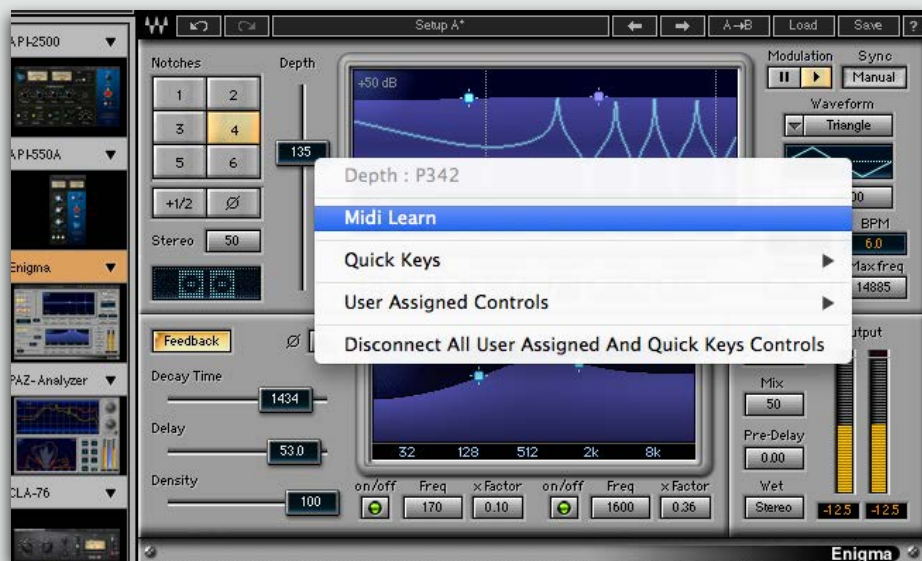 API-2500
API-550A
Enigma
PAZ-Analyzer
CLA-76
Setup A*
A→B
Load
Save
?
Notches
Depth
1
2
3
4
5
6
+1/2
Ø
Stereo
50
135
+50 dB
Modulation
Sync
Manual
Waveform
Triangle
BPM
6.0
Max freq
14885
Depth : P342
Midi Learn
Quick Keys
User Assigned Controls
Disconnect All User Assigned And Quick Keys Controls
Feedback
Ø
Decay Time
1434
Delay
53.0
Density
100
32 128 512 2k 8k
on/off Freq x Factor on/off Freq x Factor
170 0.10 1600 0.36
Mix
50
Pre-Delay
0.00
Wet
Stereo
-12.5 -12.5
Enigma